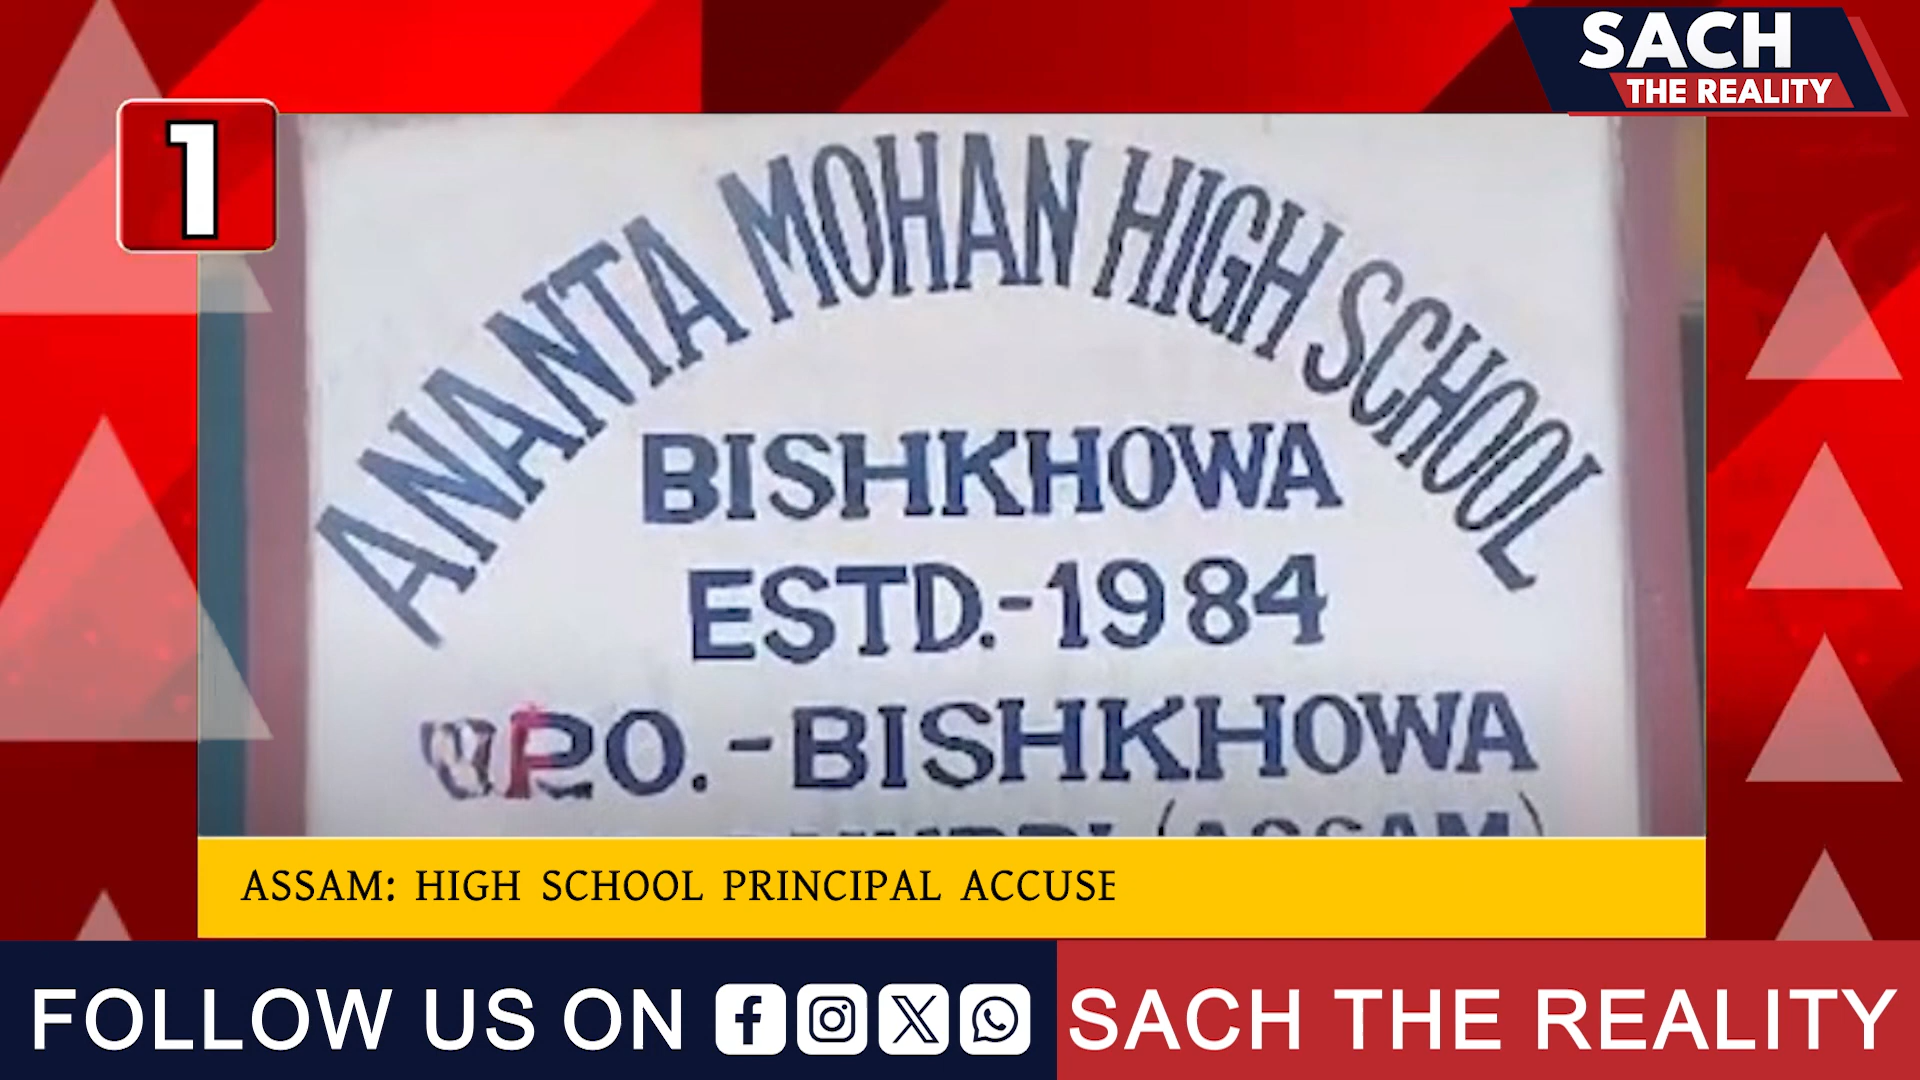 SACH
THE REALITY
1
ANANTA MOHAN HIGH SCHOOL
BISHKHOWA
ESTD.-1984
P.O.-BISHKHOWA
(ASSAM)
ASSAM: HIGH SCHOOL PRINCIPAL ACCUSE
FOLLOW US ON
SACH THE REALITY